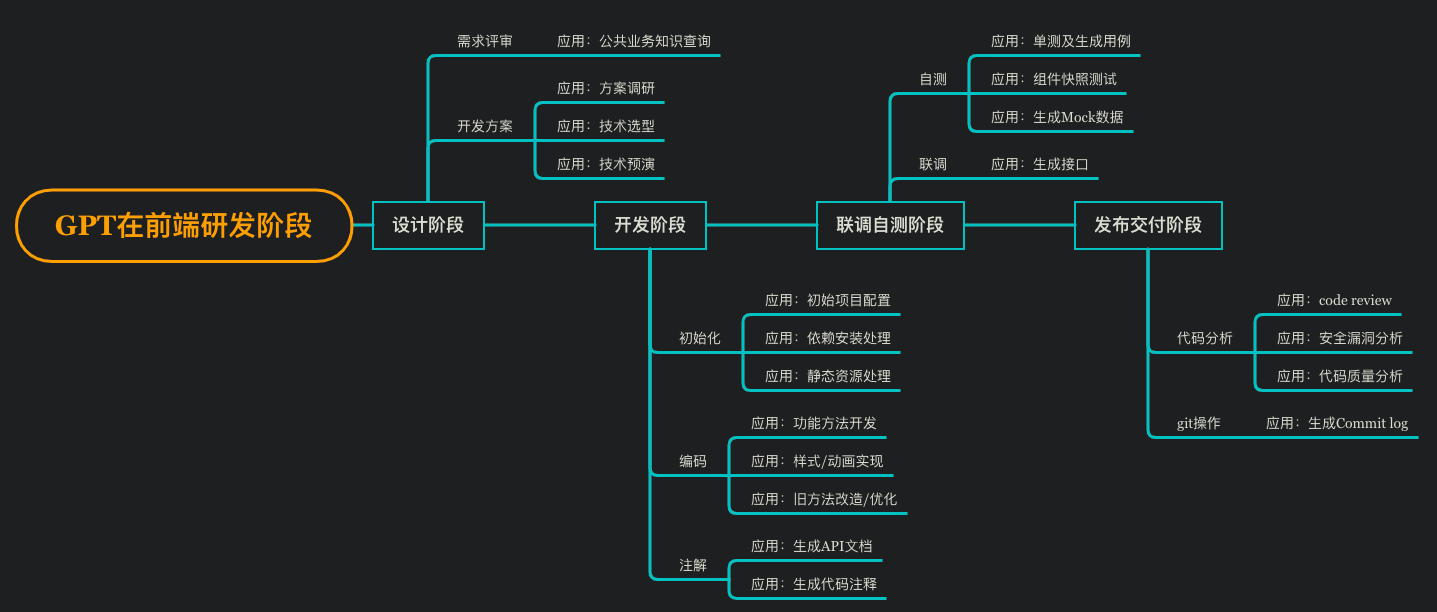 GPT在前端研发阶段
设计阶段
需求评审
应用：公共业务知识查询
开发方案
应用：方案调研
应用：技术选型
应用：技术预演
开发阶段
初始化
应用：初始项目配置
应用：依赖安装处理
应用：静态资源处理
编码
应用：功能方法开发
应用：样式/动画实现
应用：旧方法改造/优化
注解
应用：生成API文档
应用：生成代码注释
联调自测阶段
自测
应用：单测及生成用例
应用：组件快照测试
应用：生成Mock数据
联调
应用：生成接口
发布交付阶段
代码分析
应用：code review
应用：安全漏洞分析
应用：代码质量分析
git操作
应用：生成Commit log